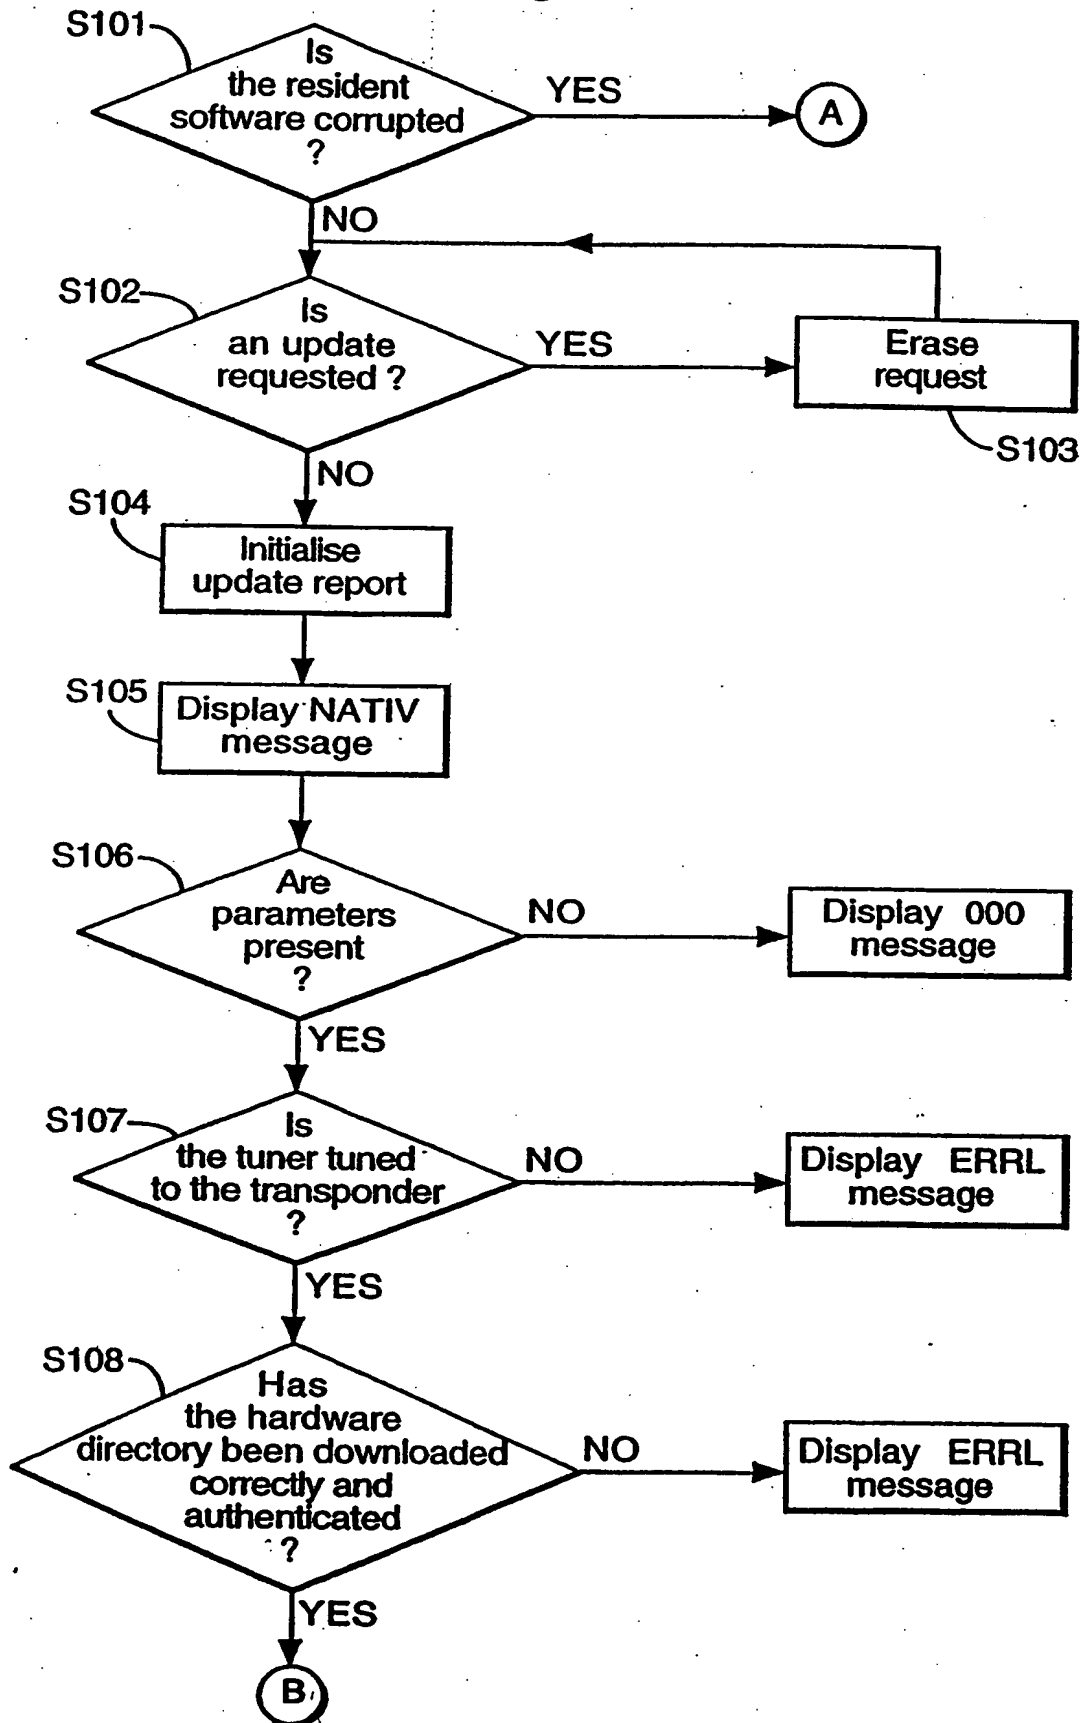 S101
Is
the resident
software corrupted
?
YES
A
NO
S102
Is
an update
requested ?
YES
Erase
request
S103
NO
S104
Initialise
update report
S105
Display NATIV
message
S106
Are
parameters
present
?
NO
Display 000
message
YES
S107
Is
the tuner tuned
to the transponder
?
NO
Display ERRL
message
YES
S108
Has
the hardware
directory been downloaded
correctly and
authenticated
?
NO
Display ERRL
message
YES
B